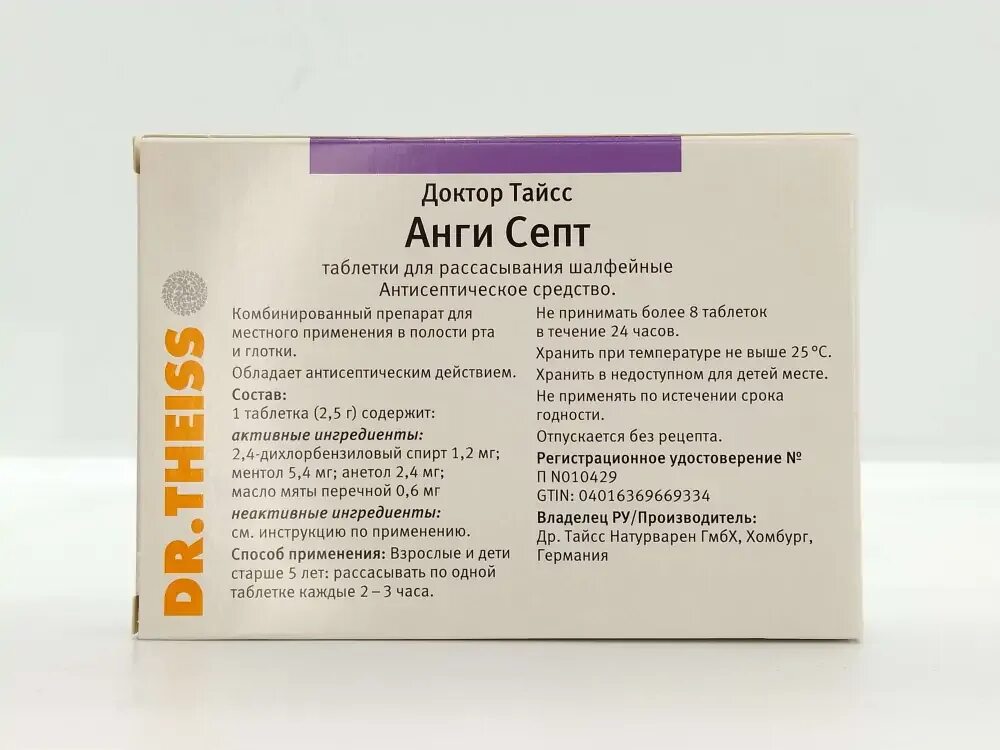 Доктор Тайсс
Анги Септ
таблетки для рассасывания шалфейные
Антисептическое средство.
DR.THEISS
Комбинированный препарат для
местного применения в полости рта
и глотки.
Обладает антисептическим действием.
Состав:
1 таблетка (2,5 г) содержит:
активные ингредиенты:
2,4-дихлорбензиловый спирт 1,2 мг;
ментол 5,4 мг; анетол 2,4 мг;
масло мяты перечной 0,6 мг
неактивные ингредиенты:
см. инструкцию по применению.
Способ применения: Взрослые и дети
старше 5 лет: рассасывать по одной
таблетке каждые 2 – 3 часа.
Не принимать более 8 таблеток
в течение 24 часов.
Хранить при температуре не выше 25 °C.
Хранить в недоступном для детей месте.
Не применять по истечении срока
годности.
Отпускается без рецепта.
Регистрационное удостоверение №
П N010429
GTIN: 04016369669334
Владелец РУ/Производитель:
Др. Тайсс Натурварен ГмбХ, Хомбург,
Германия